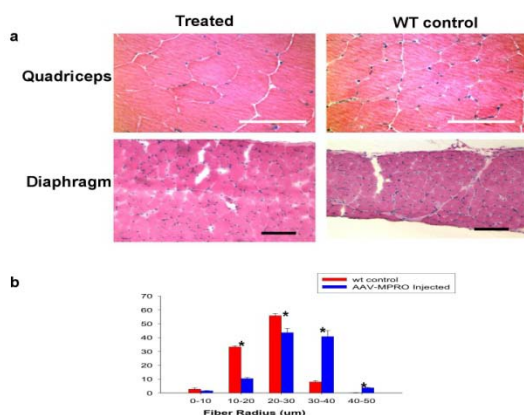 Treated WT control
a
Quadriceps
Diaphragm
b
wt control
AAV-MPRO Injected
70
60
50
40
30
20
10
0
* * * *
0-10 10-20 20-30 30-40 40-50
Fiber Radius (um)